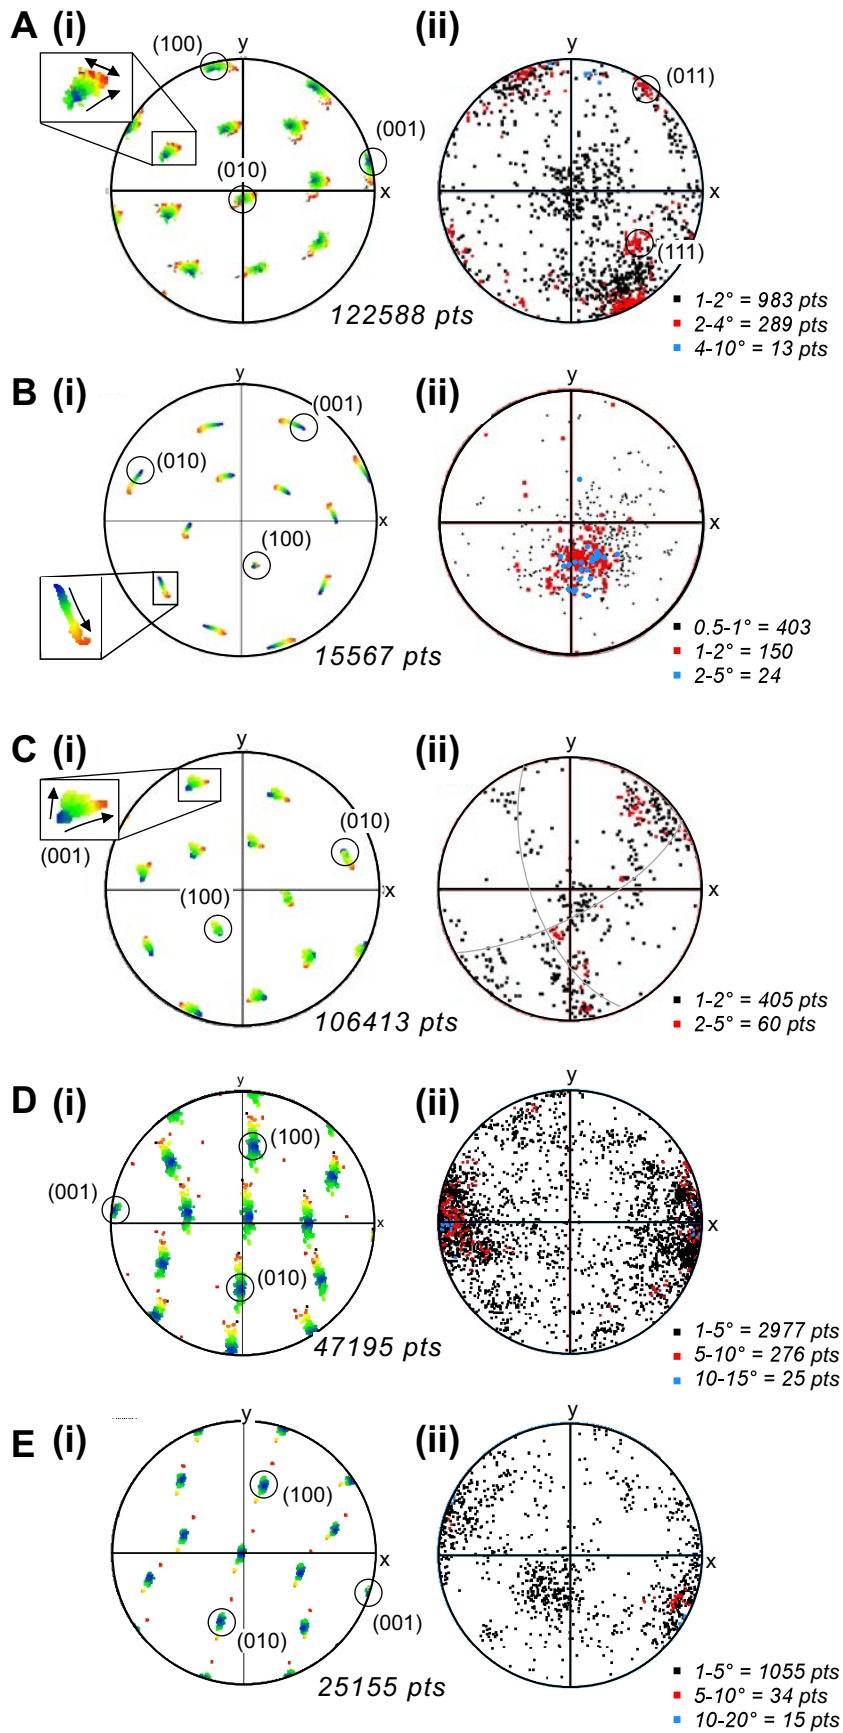 A (i)
(ii)
(100)
y
(001)
(010)
x
122588 pts
y
(011)
x
(111)
1-2° = 983 pts
2-4° = 289 pts
4-10° = 13 pts
B (i)
(ii)
y
(001)
(010)
x
(100)
15567 pts
y
x
0.5-1° = 403
1-2° = 150
2-5° = 24
C (i)
(ii)
y
(001)
(010)
x
(100)
106413 pts
y
x
1-2° = 405 pts
2-5° = 60 pts
D (i)
(ii)
y
(100)
(001)
x
(010)
47195 pts
y
x
1-5° = 2977 pts
5-10° = 276 pts
10-15° = 25 pts
E (i)
(ii)
y
(100)
x
(001)
(010)
25155 pts
y
x
1-5° = 1055 pts
5-10° = 34 pts
10-20° = 15 pts